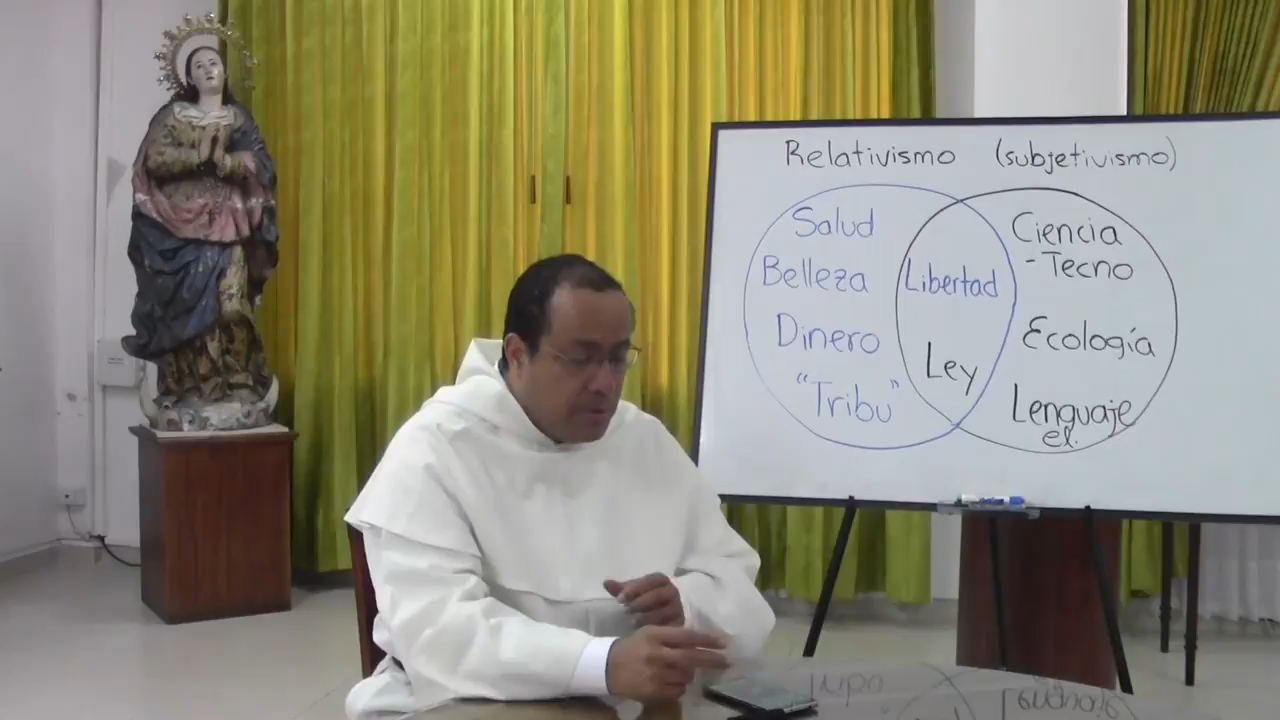 Relativismo (subjetivismo)
Salud
Belleza
Dinero
"Tribu"
Libertad
Ley
Ciencia
-Tecno
Ecología
Lenguaje
el.